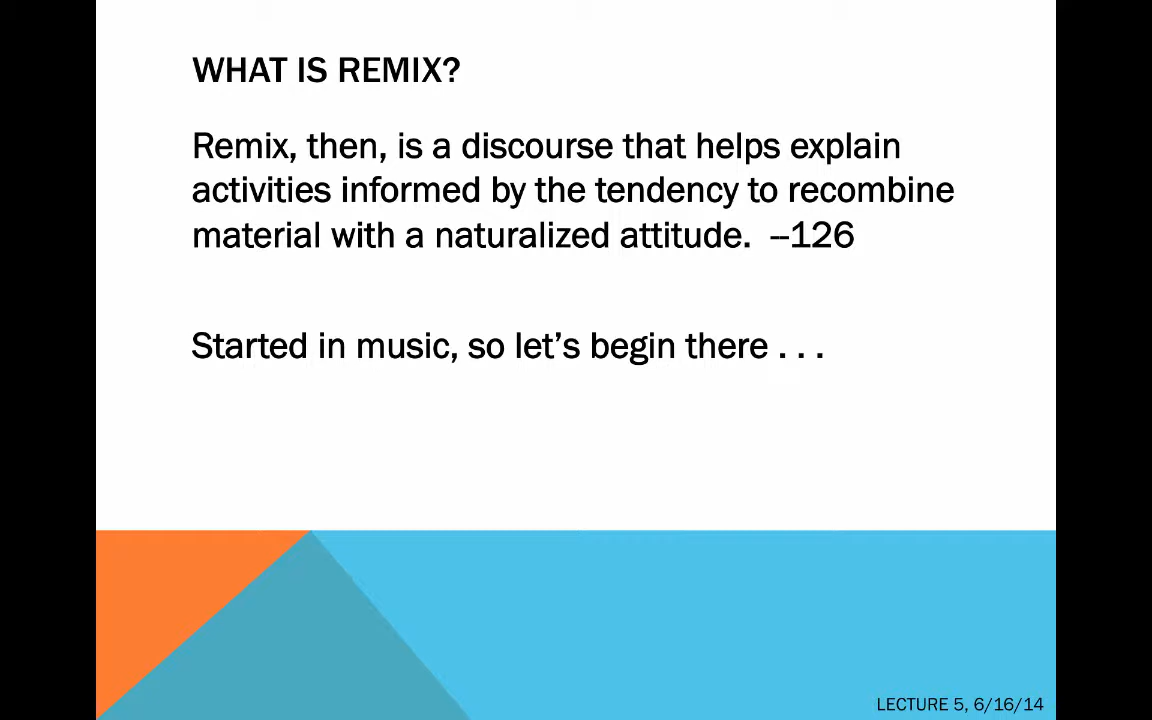 WHAT IS REMIX?
Remix, then, is a discourse that helps explain
activities informed by the tendency to recombine
material with a naturalized attitude.  --126
Started in music, so let’s begin there . . .
LECTURE 5, 6/16/14